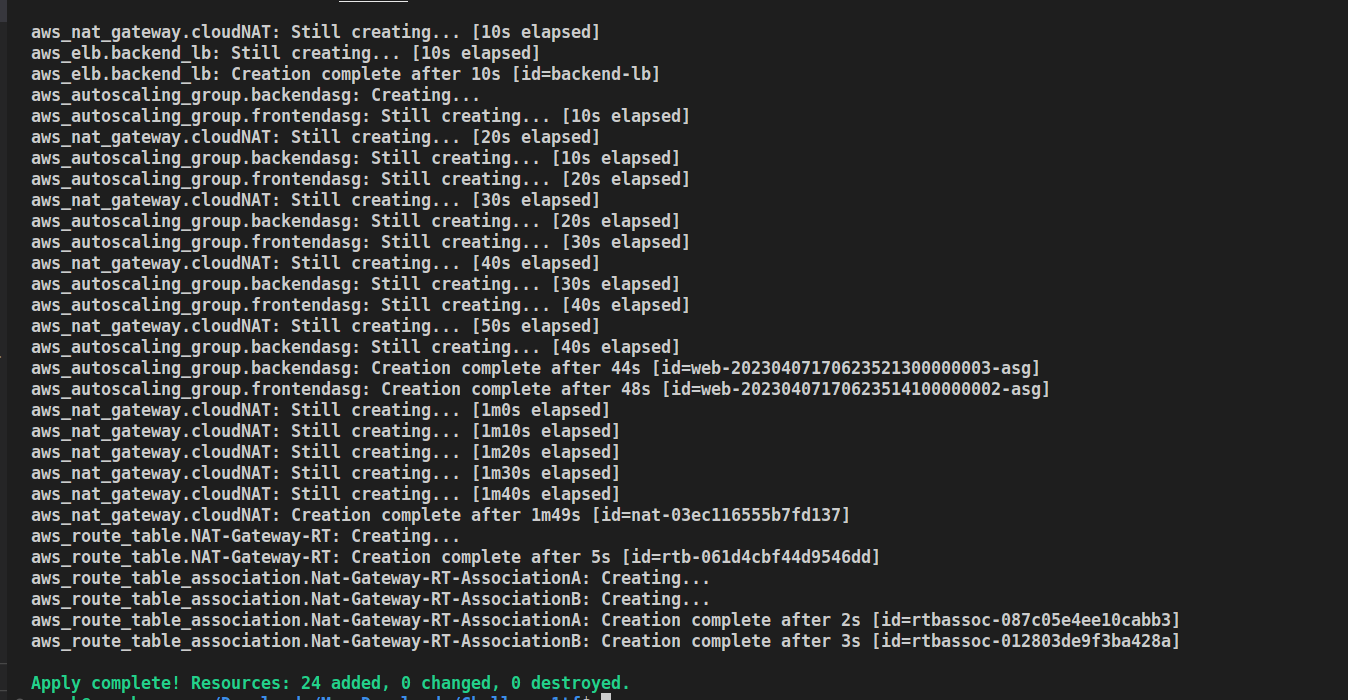 aws_nat_gateway.cloudNAT: Still creating... [10s elapsed]
aws_elb.backend_lb: Still creating... [10s elapsed]
aws_elb.backend_lb: Creation complete after 10s [id=backend-lb]
aws_autoscaling_group.backendasg: Creating...
aws_autoscaling_group.frontendasg: Still creating... [10s elapsed]
aws_nat_gateway.cloudNAT: Still creating... [20s elapsed]
aws_autoscaling_group.backendasg: Still creating... [10s elapsed]
aws_autoscaling_group.frontendasg: Still creating... [20s elapsed]
aws_nat_gateway.cloudNAT: Still creating... [30s elapsed]
aws_autoscaling_group.backendasg: Still creating... [20s elapsed]
aws_autoscaling_group.frontendasg: Still creating... [30s elapsed]
aws_nat_gateway.cloudNAT: Still creating... [40s elapsed]
aws_autoscaling_group.backendasg: Still creating... [30s elapsed]
aws_autoscaling_group.frontendasg: Still creating... [40s elapsed]
aws_nat_gateway.cloudNAT: Still creating... [50s elapsed]
aws_autoscaling_group.backendasg: Still creating... [40s elapsed]
aws_autoscaling_group.backendasg: Creation complete after 44s [id=web-20230407170623521300000003-asg]
aws_autoscaling_group.frontendasg: Creation complete after 48s [id=web-20230407170623514100000002-asg]
aws_nat_gateway.cloudNAT: Still creating... [1m0s elapsed]
aws_nat_gateway.cloudNAT: Still creating... [1m10s elapsed]
aws_nat_gateway.cloudNAT: Still creating... [1m20s elapsed]
aws_nat_gateway.cloudNAT: Still creating... [1m30s elapsed]
aws_nat_gateway.cloudNAT: Still creating... [1m40s elapsed]
aws_nat_gateway.cloudNAT: Creation complete after 1m49s [id=nat-03ec116555b7fd137]
aws_route_table.NAT-Gateway-RT: Creating...
aws_route_table.NAT-Gateway-RT: Creation complete after 5s [id=rtb-061d4cbf44d9546dd]
aws_route_table_association.Nat-Gateway-RT-AssociationA: Creating...
aws_route_table_association.Nat-Gateway-RT-AssociationB: Creating...
aws_route_table_association.Nat-Gateway-RT-AssociationA: Creation complete after 2s [id=rtbassoc-087c05e4ee10cabb3]
aws_route_table_association.Nat-Gateway-RT-AssociationB: Creation complete after 3s [id=rtbassoc-012803de9f3ba428a]
Apply complete! Resources: 24 added, 0 changed, 0 destroyed.